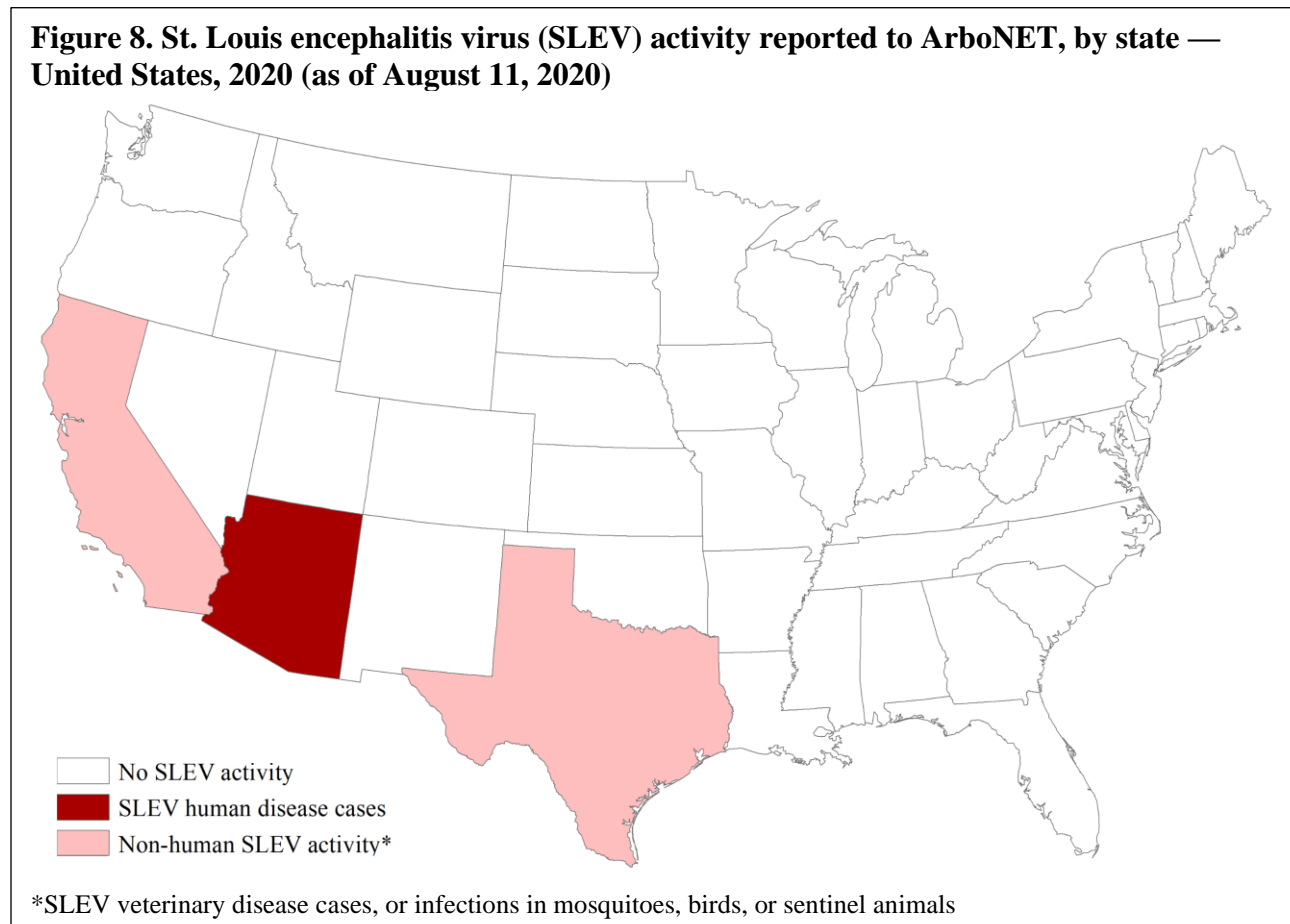 Figure 8. St. Louis encephalitis virus (SLEV) activity reported to ArboNET, by state —
United States, 2020 (as of August 11, 2020)
No SLEV activity
SLEV human disease cases
Non-human SLEV activity*
*SLEV veterinary disease cases, or infections in mosquitoes, birds, or sentinel animals